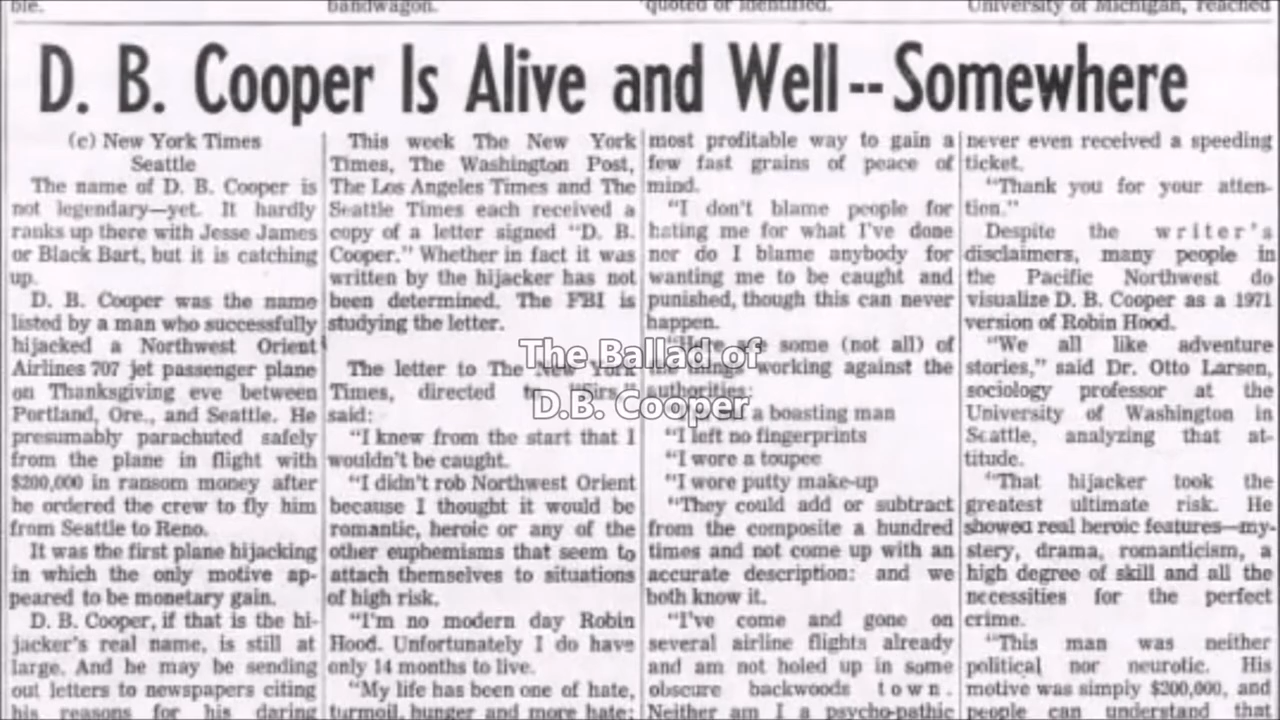 ble.
bandwagon.
quoted or identified.
University of Michigan, reached
D. B. Cooper Is Alive and Well -- Somewhere
(c) New York Times
Seattle
The name of D. B. Cooper is
not legendary—yet. It hardly
ranks up there with Jesse James
or Black Bart, but it is catching
up.
D. B. Cooper was the name
listed by a man who successfully
hijacked a Northwest Orient
Airlines 707 jet passenger plane
on Thanksgiving eve between
Portland, Ore., and Seattle. He
presumably parachuted safely
from the plane in flight with
$200,000 in ransom money after
he ordered the crew to fly him
from Seattle to Reno.
It was the first plane hijacking
in which the only motive ap-
peared to be monetary gain.
D. B. Cooper, if that is the hi-
jacker's real name, is still at
large. And he may be sending
out letters to newspapers citing
his reasons for his daring
This week The New York
Times, The Washington Post,
The Los Angeles Times and The
Seattle Times each received a
copy of a letter signed "D. B.
Cooper." Whether in fact it was
written by the hijacker has not
been determined. The FBI is
studying the letter.
The letter to The New York
Times, directed to "Sirs,"
said:
"I knew from the start that I
wouldn't be caught.
"I didn't rob Northwest Orient
because I thought it would be
romantic, heroic or any of the
other euphemisms that seem to
attach themselves to situations
of high risk.
"I'm no modern day Robin
Hood. Unfortunately I do have
only 14 months to live.
"My life has been one of hate,
turmoil, hunger and more hate;
most profitable way to gain a
few fast grains of peace of
mind.
"I don't blame people for
hating me for what I've done
nor do I blame anybody for
wanting me to be caught and
punished, though this can never
happen.
"Here are some (not all) of
working against the
authorities:
a boasting man
"I left no fingerprints
"I wore a toupee
"I wore putty make-up
"They could add or subtract
from the composite a hundred
times and not come up with an
accurate description: and we
both know it.
"I've come and gone on
several airline flights already
and am not holed up in some
obscure backwoods town.
Neither am I a psycho-pathic
never even received a speeding
ticket.
"Thank you for your atten-
tion."
Despite the writer's
disclaimers, many people in
the Pacific Northwest do
visualize D. B. Cooper as a 1971
version of Robin Hood.
"We all like adventure
stories," said Dr. Otto Larsen,
sociology professor at the
University of Washington in
Seattle, analyzing that at-
titude.
"That hijacker took the
greatest ultimate risk. He
showed real heroic features—my-
stery, drama, romanticism, a
high degree of skill and all the
necessities for the perfect
crime.
"This man was neither
political nor neurotic. His
motive was simply $200,000, and
people can understand that
The Ballad of
D.B. Cooper